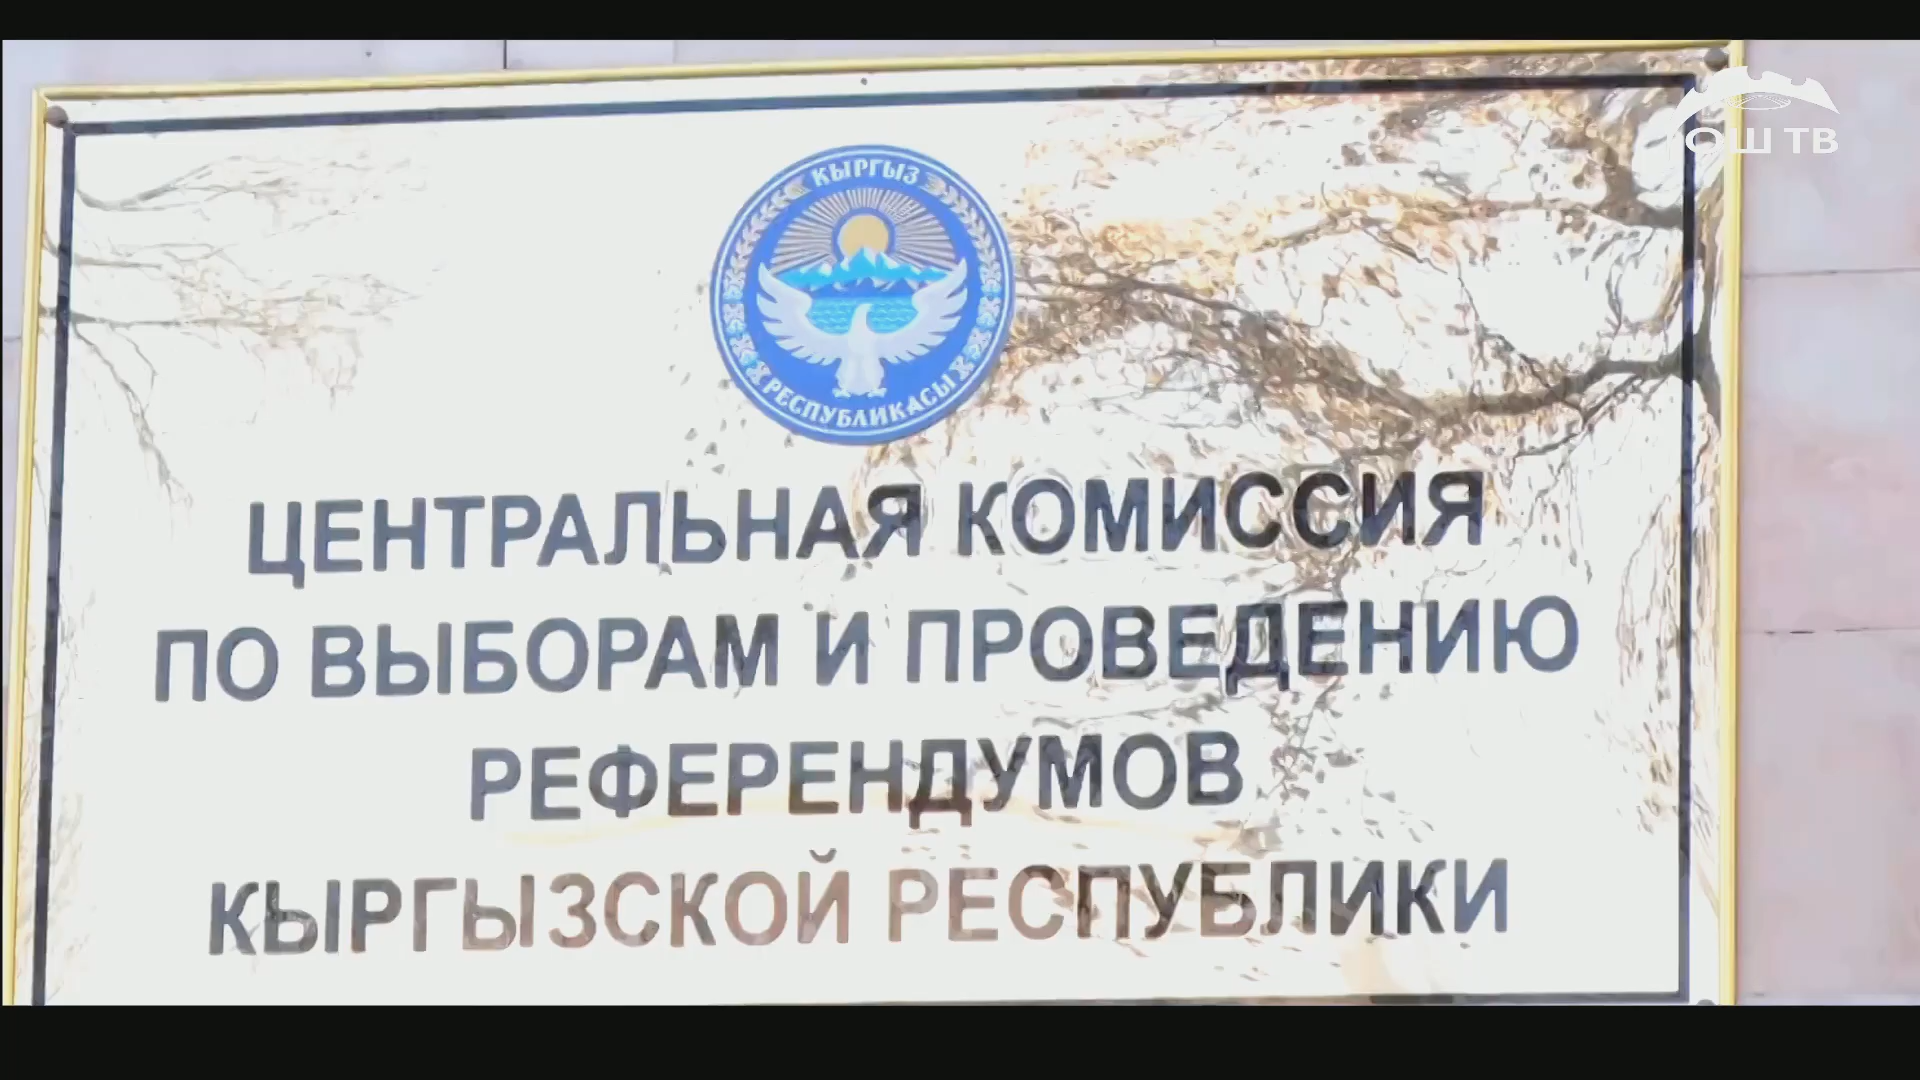 ОШ ТВ
КЫРГЫЗ
РЕСПУБЛИКАСЫ
ЦЕНТРАЛЬНАЯ КОМИССИЯ
ПО ВЫБОРАМ И ПРОВЕДЕНИЮ
РЕФЕРЕНДУМОВ
КЫРГЫЗСКОЙ РЕСПУБЛИКИ